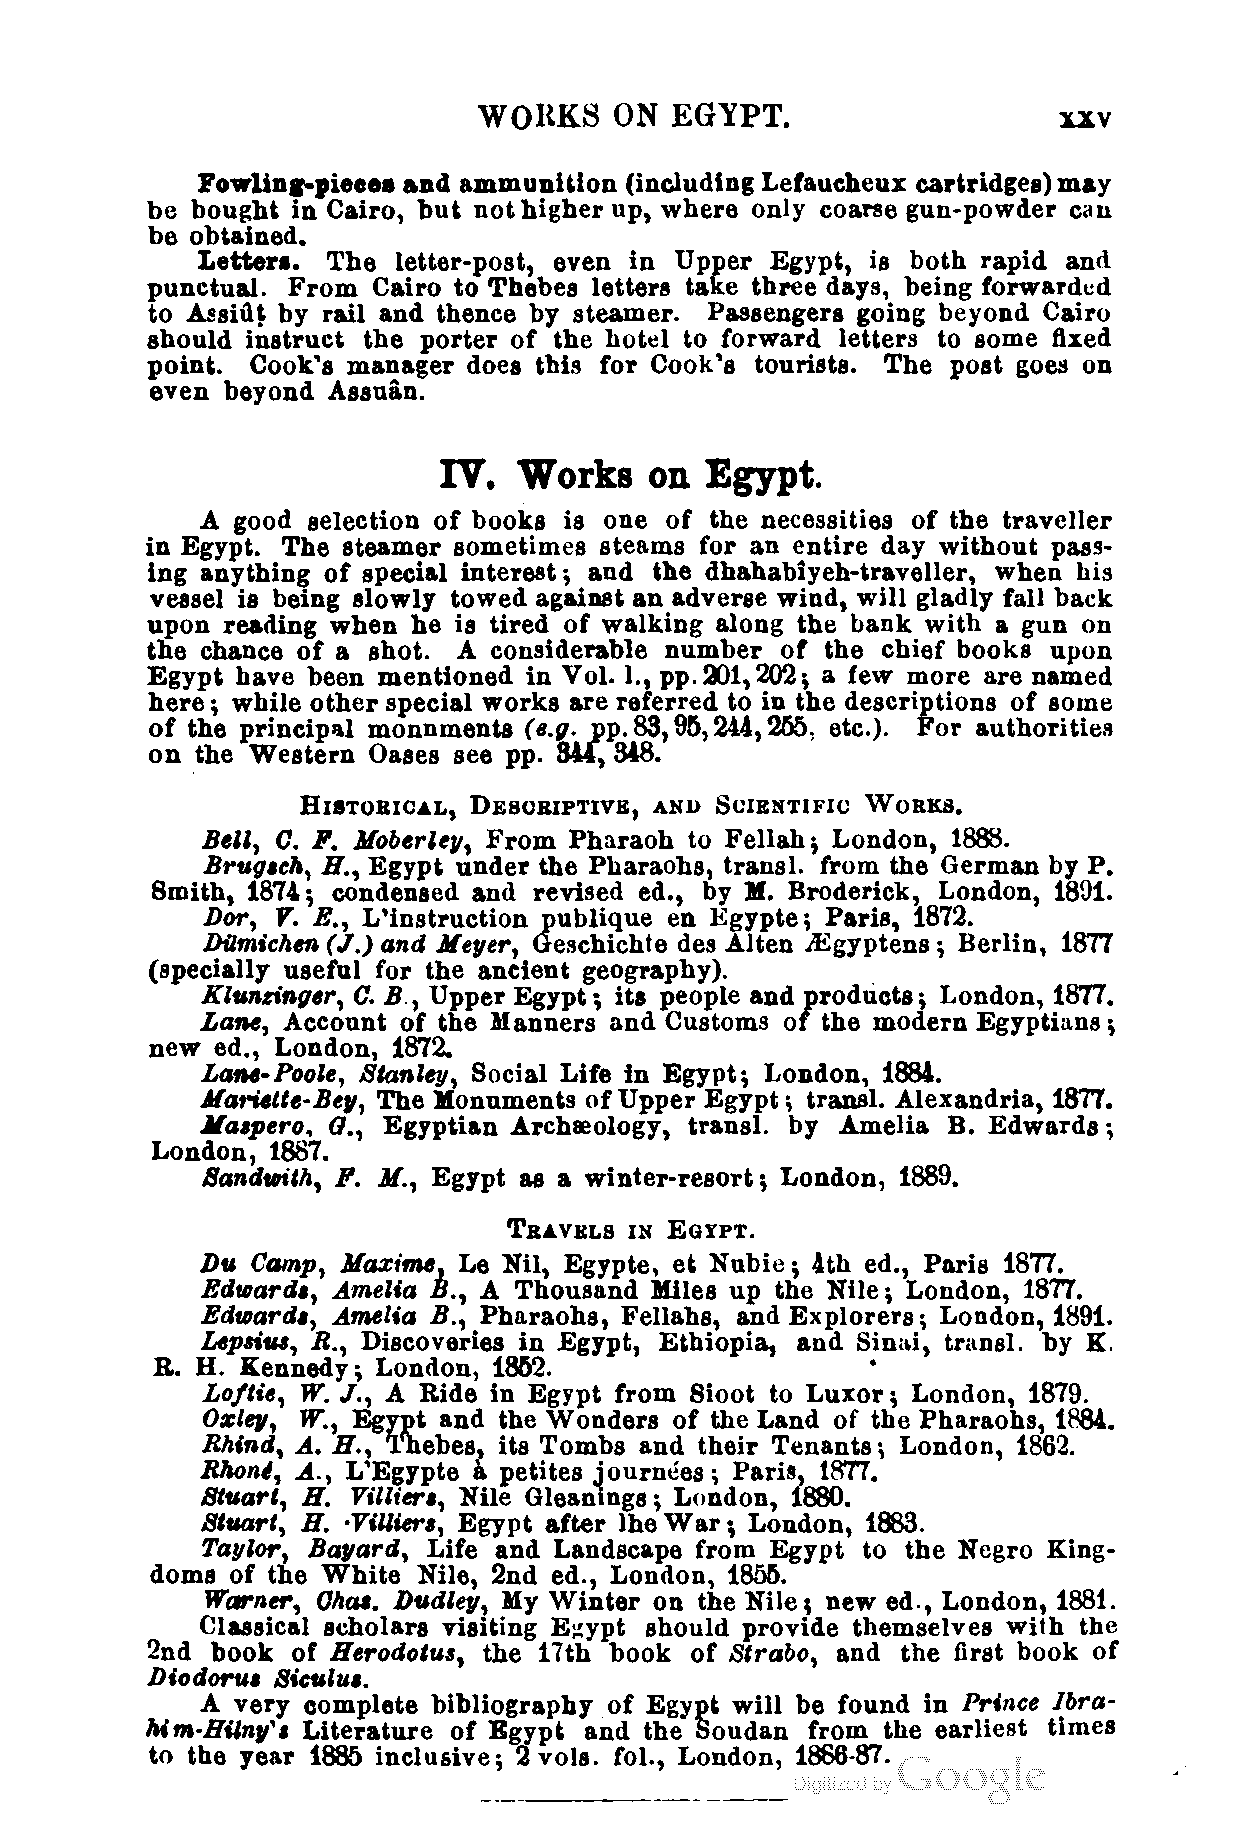 WORKS ON EGYPT. xxv
Fowling-pieces and ammunition (including Lefaucheux cartridges) may
be bought in Cairo, but not higher up, where only coarse gun-powder can
be obtained.
Letters. The letter-post, even in Upper Egypt, is both rapid and
punctual. From Cairo to Thebes letters take three days, being forwarded
to Assiûṭ by rail and thence by steamer. Passengers going beyond Cairo
should instruct the porter of the hotel to forward letters to some fixed
point. Cook's manager does this for Cook's tourists. The post goes on
even beyond Assuân.
IV. Works on Egypt.
A good selection of books is one of the necessities of the traveller
in Egypt. The steamer sometimes steams for an entire day without pass-
ing anything of special interest; and the dhahabîyeh-traveller, when his
vessel is being slowly towed against an adverse wind, will gladly fall back
upon reading when he is tired of walking along the bank with a gun on
the chance of a shot. A considerable number of the chief books upon
Egypt have been mentioned in Vol. 1., pp. 201, 202; a few more are named
here; while other special works are referred to in the descriptions of some
of the principal monnments (e.g. pp. 83, 95, 244, 255, etc.). For authorities
on the Western Oases see pp. 344, 348.
HISTORICAL, DESCRIPTIVE, AND SCIENTIFIC WORKS.
Bell, C. F. Moberley, From Pharaoh to Fellah; London, 1888.
Brugsch, H., Egypt under the Pharaohs, transl. from the German by P.
Smith, 1874; condensed and revised ed., by M. Broderick, London, 1891.
Dor, V. E., L'instruction publique en Egypte; Paris, 1872.
Dümichen (J.) and Meyer, Geschichte des Alten Ægyptens; Berlin, 1877
(specially useful for the ancient geography).
Klunzinger, C. B., Upper Egypt; its people and products; London, 1877.
Lane, Account of the Manners and Customs of the modern Egyptians;
new ed., London, 1872.
Lane-Poole, Stanley, Social Life in Egypt; London, 1884.
Mariette-Bey, The Monuments of Upper Egypt; transl. Alexandria, 1877.
Maspero, G., Egyptian Archæology, transl. by Amelia B. Edwards;
London, 1887.
Sandwith, F. M., Egypt as a winter-resort; London, 1889.
TRAVELS IN EGYPT.
Du Camp, Maxime, Le Nil, Egypte, et Nubie; 4th ed., Paris 1877.
Edwards, Amelia B., A Thousand Miles up the Nile; London, 1877.
Edwards, Amelia B., Pharaohs, Fellahs, and Explorers; London, 1891.
Lepsius, R., Discoveries in Egypt, Ethiopia, and Sinai, transl. by K.
R. H. Kennedy; London, 1852.
Loftie, W. J., A Ride in Egypt from Sioot to Luxor; London, 1879.
Oxley, W., Egypt and the Wonders of the Land of the Pharaohs, 1884.
Rhind, A. H., Thebes, its Tombs and their Tenants; London, 1862.
Rhoné, A., L'Egypte à petites journées; Paris, 1877.
Stuart, H. Villiers, Nile Gleanings; London, 1880.
Stuart, H. Villiers, Egypt after the War; London, 1883.
Taylor, Bayard, Life and Landscape from Egypt to the Negro King-
doms of the White Nile, 2nd ed., London, 1855.
Warner, Chas. Dudley, My Winter on the Nile; new ed., London, 1881.
Classical scholars visiting Egypt should provide themselves with the
2nd book of Herodotus, the 17th book of Strabo, and the first book of
Diodorus Siculus.
A very complete bibliography of Egypt will be found in Prince Ibra-
him-Hilny's Literature of Egypt and the Soudan from the earliest times
to the year 1885 inclusive; 2 vols. fol., London, 1886-87.
Digitized by Google